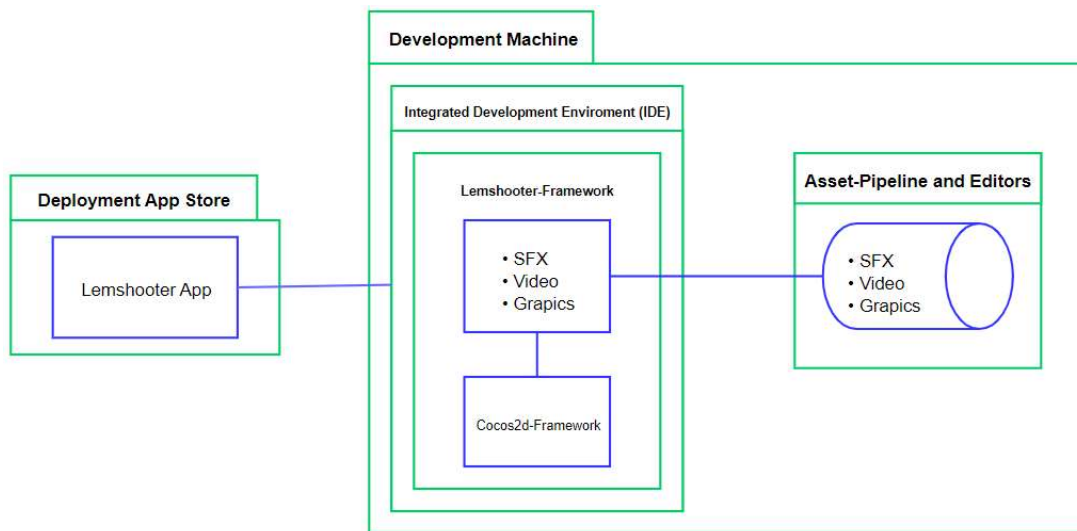 Development Machine
Integrated Development Enviroment (IDE)
Lemshooter-Framework
Deployment App Store
Lemshooter App
• SFX
• Video
• Grapics
Cocos2d-Framework
Asset-Pipeline and Editors
• SFX
• Video
• Grapics